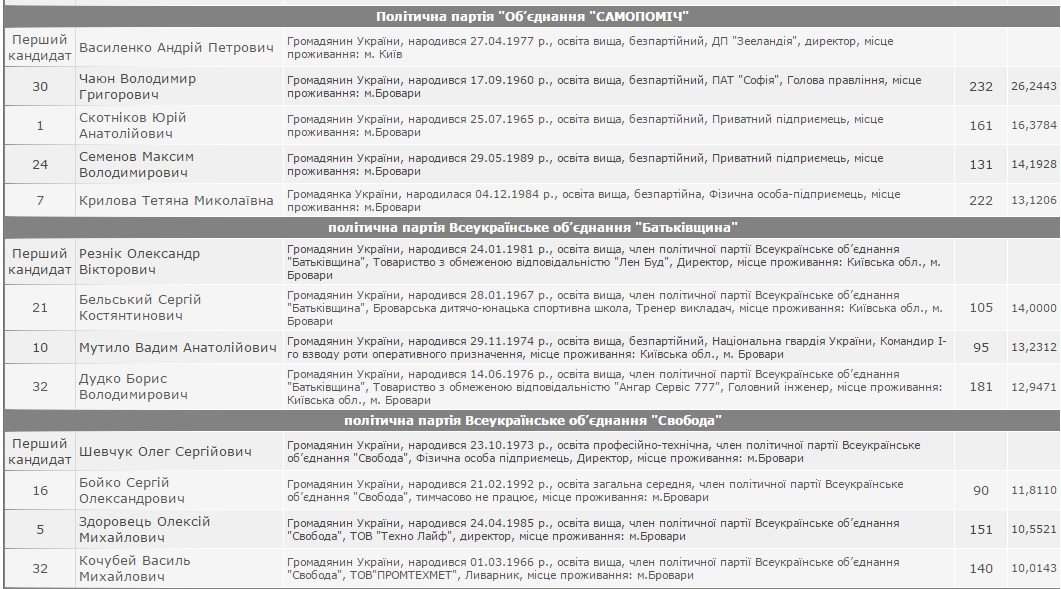 Політична партія "Об’єднання "САМОПОМІЧ"
Перший кандидат Василенко Андрій Петрович Громадянин України, народився 27.04.1977 р., освіта вища, безпартійний, ДП "Зееландія", директор, місце
проживання: м. Київ
30 Чаюн Володимир
Григорович Громадянин України, народився 17.09.1960 р., освіта вища, безпартійний, ПАТ "Софія", Голова правління, місце
проживання: м.Бровари 232 26,2443
1 Скотніков Юрій
Анатолійович Громадянин України, народився 25.07.1965 р., освіта вища, безпартійний, Приватний підприємець, місце
проживання: м.Бровари 161 16,3784
24 Семенов Максим
Володимирович Громадянин України, народився 29.05.1989 р., освіта вища, безпартійний, Приватний підприємець, місце
проживання: м.Бровари 131 14,1928
7 Крилова Тетяна Миколаївна Громадянка України, народилася 04.12.1984 р., освіта вища, безпартійна, Фізична особа-підприємець, місце
проживання: м.Бровари 222 13,1206
політична партія Всеукраїнське об’єднання "Батьківщина"
Перший кандидат Резнік Олександр
Вікторович Громадянин України, народився 24.01.1981 р., освіта вища, член політичної партії Всеукраїнське об’єднання
"Батьківщина", Товариство з обмеженою відповідальністю "Лен Буд", Директор, місце проживання: Київська обл., м.
Бровари
21 Бельський Сергій
Костянтинович Громадянин України, народився 28.01.1967 р., освіта вища, член політичної партії Всеукраїнське об’єднання
"Батьківщина", Броварська дитячо-юнацька спортивна школа, Тренер викладач, місце проживання: Київська обл., м.
Бровари 105 14,0000
10 Мутило Вадим Анатолійович Громадянин України, народився 29.11.1974 р., освіта вища, безпартійний, Національна гвардія України, Командир І-
го взводу роти оперативного призначення, місце проживання: Київська обл., м. Бровари 95 13,2312
32 Дудко Борис
Володимирович Громадянин України, народився 14.06.1976 р., освіта вища, член політичної партії Всеукраїнське об’єднання
"Батьківщина", Товариство з обмеженою відповідальністю "Ангар Сервіс 777", Головний інженер, місце проживання:
Київська обл., м. Бровари 181 12,9471
політична партія Всеукраїнське об’єднання "Свобода"
Перший кандидат Шевчук Олег Сергійович Громадянин України, народився 23.10.1973 р., освіта професійно-технічна, член політичної партії Всеукраїнське
об’єднання "Свобода", Фізична особа підприємець, Директор, місце проживання: м.Бровари
16 Бойко Сергій
Олександрович Громадянин України, народився 21.02.1992 р., освіта загальна середня, член політичної партії Всеукраїнське
об’єднання "Свобода", тимчасово не працює, місце проживання: м.Бровари 90 11,8110
5 Здоровець Олексій
Михайлович Громадянин України, народився 24.04.1985 р., освіта вища, член політичної партії Всеукраїнське об’єднання
"Свобода", ТОВ "Техно Лайф", директор, місце проживання: м.Бровари 151 10,5521
32 Кочубей Василь
Михайлович Громадянин України, народився 01.03.1966 р., освіта вища, член політичної партії Всеукраїнське об’єднання
"Свобода", ТОВ"ПРОМТЕХМЕТ", Ливарник, місце проживання: м.Бровари 140 10,0143